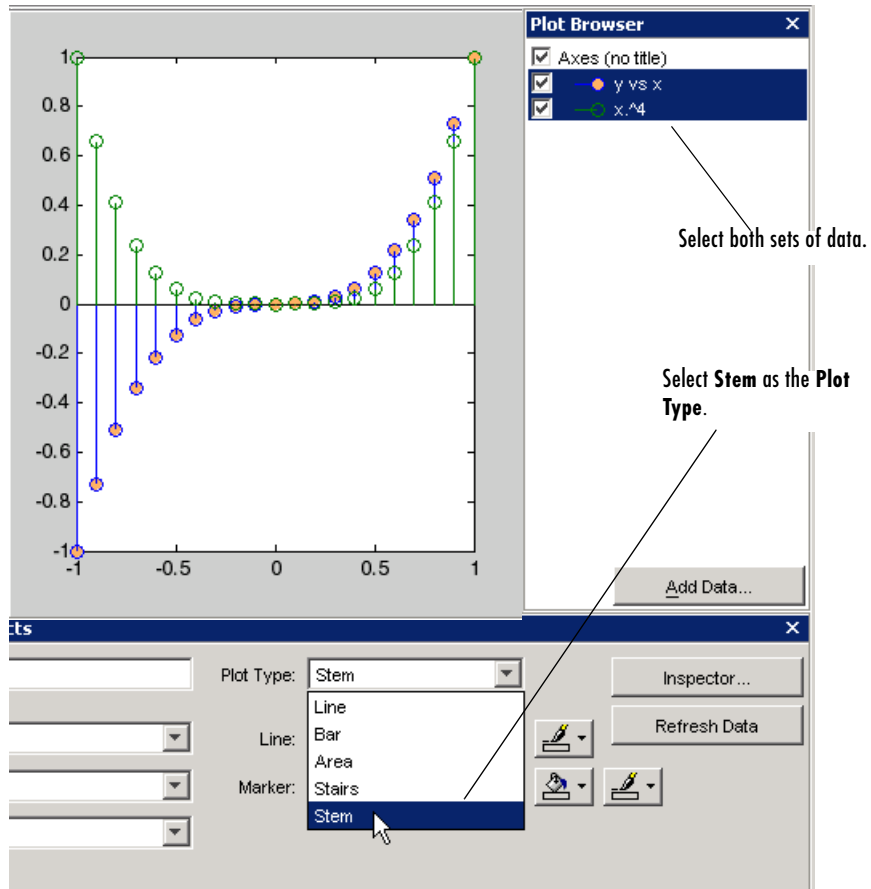 Plot Browser
Axes (no title)
y vs x
x.^4
1
0.8
0.6
0.4
0.2
0
-0.2
-0.4
-0.6
-0.8
-1
-1
-0.5
0
0.5
1
Select both sets of data.
Select Stem as the Plot
Type.
Add Data...
cts
Plot Type:
Stem
Inspector...
Line
Line:
Bar
Refresh Data
Area
Marker:
Stairs
Stem